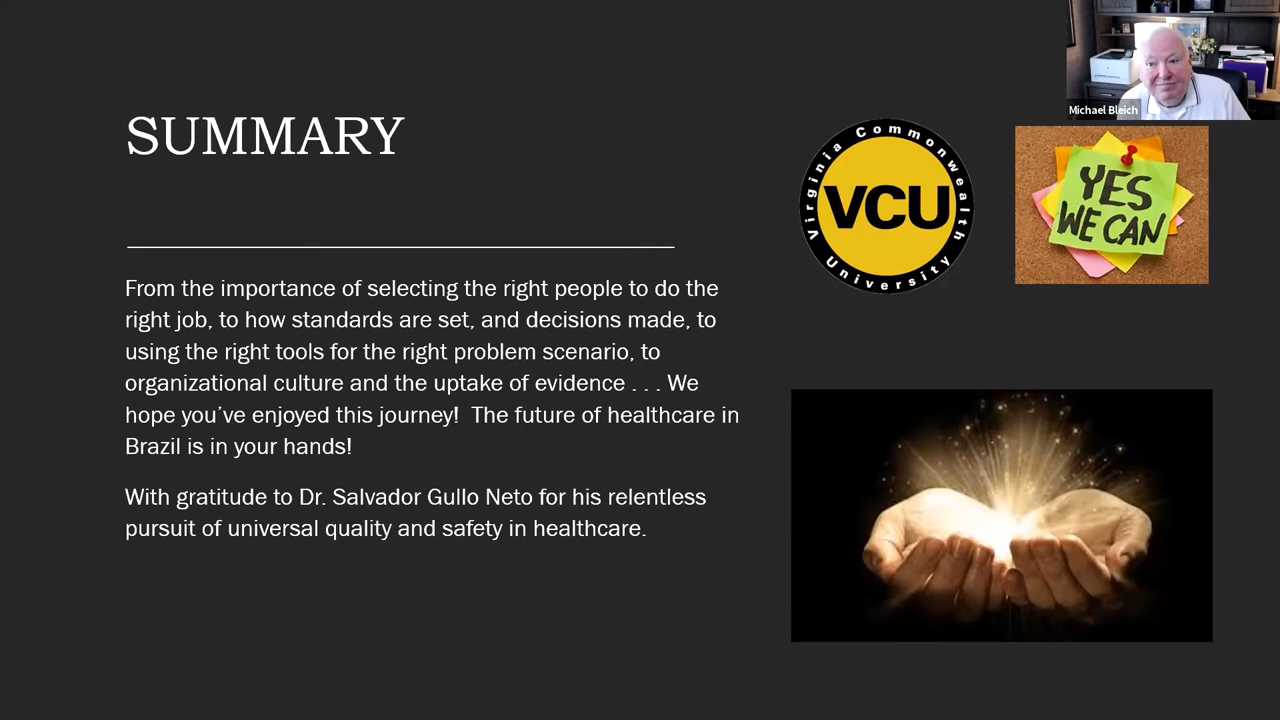 Michael Bleich
SUMMARY
Virginia Commonwealth
VCU
University
YES
WE CAN
From the importance of selecting the right people to do the
right job, to how standards are set, and decisions made, to
using the right tools for the right problem scenario, to
organizational culture and the uptake of evidence . . . We
hope you’ve enjoyed this journey!  The future of healthcare in
Brazil is in your hands!
With gratitude to Dr. Salvador Gullo Neto for his relentless
pursuit of universal quality and safety in healthcare.